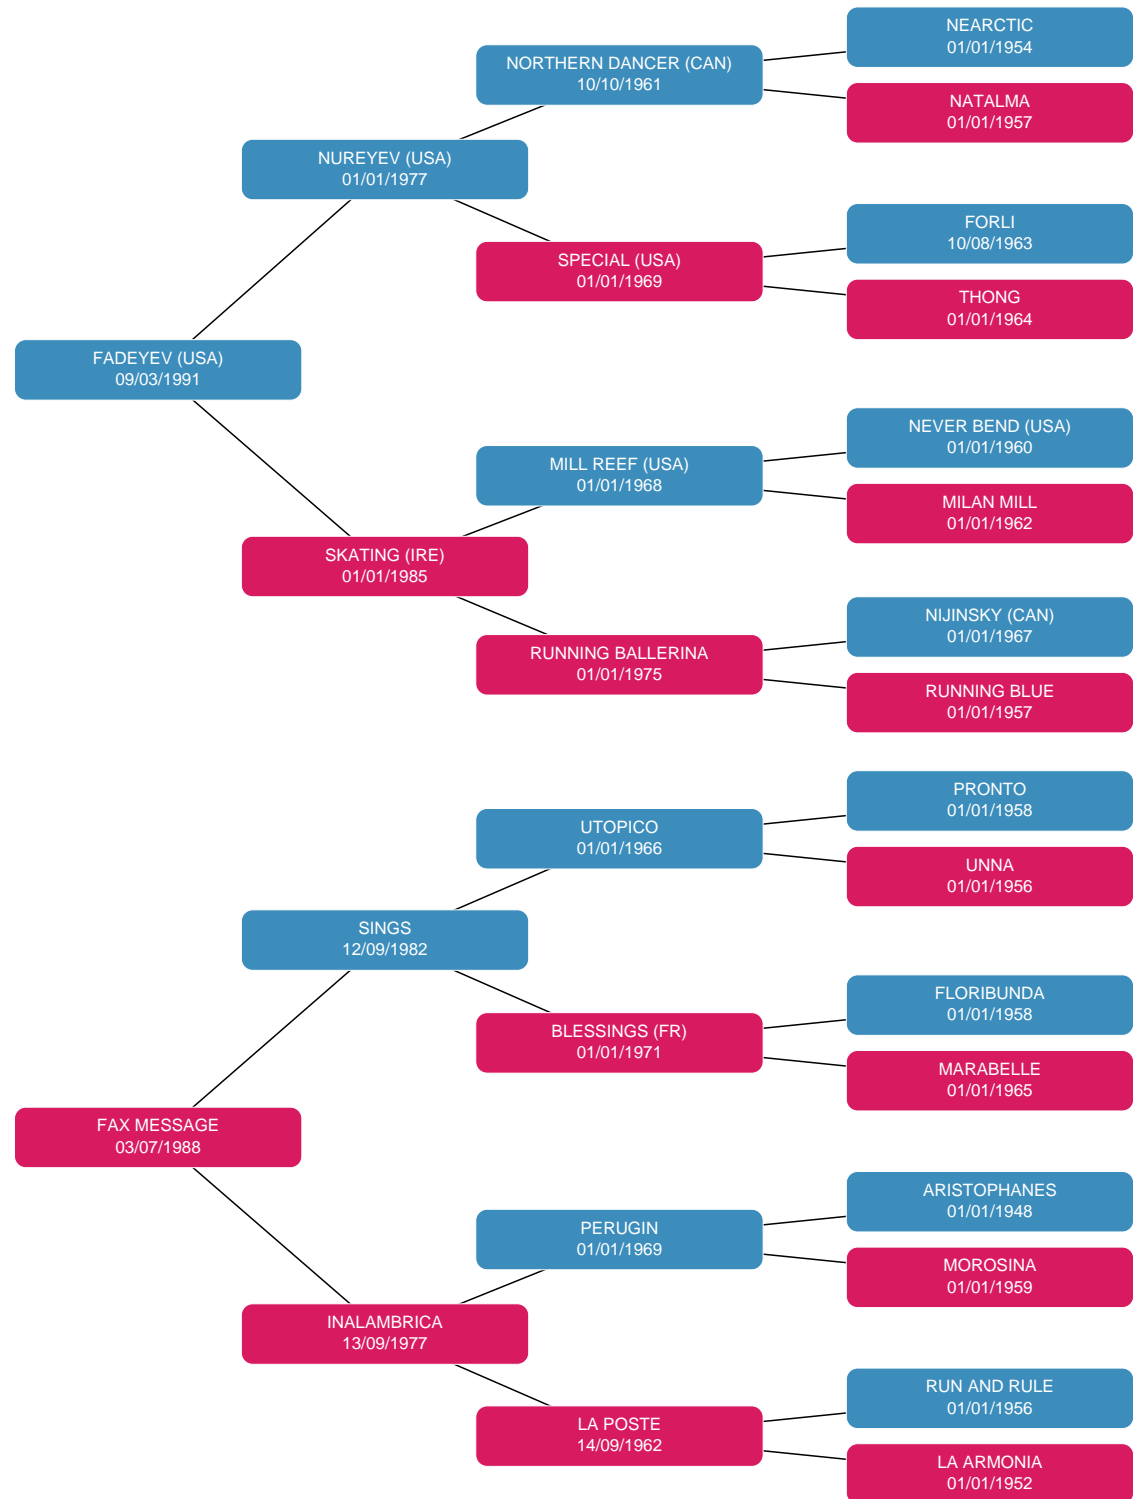 NEARCTIC
01/01/1954
NORTHERN DANCER (CAN)
10/10/1961
NATALMA
01/01/1957
NUREYEV (USA)
01/01/1977
FORLI
10/08/1963
SPECIAL (USA)
01/01/1969
THONG
01/01/1964
FADEYEV (USA)
09/03/1991
NEVER BEND (USA)
01/01/1960
MILL REEF (USA)
01/01/1968
MILAN MILL
01/01/1962
SKATING (IRE)
01/01/1985
NIJINSKY (CAN)
01/01/1967
RUNNING BALLERINA
01/01/1975
RUNNING BLUE
01/01/1957
PRONTO
01/01/1958
UTOPICO
01/01/1966
UNNA
01/01/1956
SINGS
12/09/1982
FLORIBUNDA
01/01/1958
BLESSINGS (FR)
01/01/1971
MARABELLE
01/01/1965
FAX MESSAGE
03/07/1988
ARISTOPHANES
01/01/1948
PERUGIN
01/01/1969
MOROSINA
01/01/1959
INALAMBRICA
13/09/1977
RUN AND RULE
01/01/1956
LA POSTE
14/09/1962
LA ARMONIA
01/01/1952